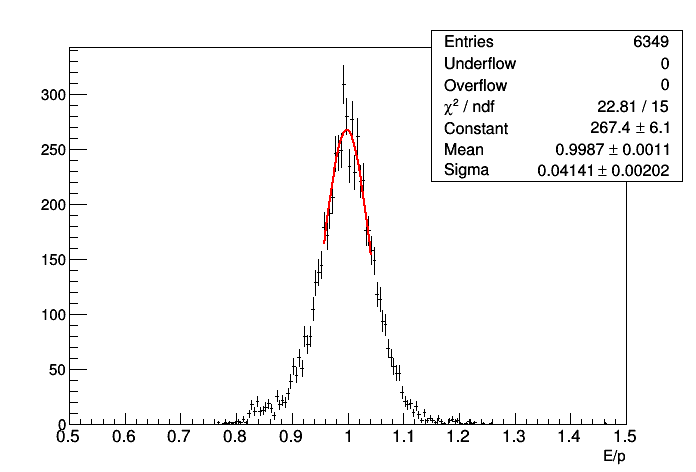 Entries 6349
Underflow 0
Overflow 0
χ² / ndf 22.81 / 15
Constant 267.4 ± 6.1
Mean 0.9987 ± 0.0011
Sigma 0.04141 ± 0.00202
300
250
200
150
100
50
0
0.5 0.6 0.7 0.8 0.9 1 1.1 1.2 1.3 1.4 1.5
E/p